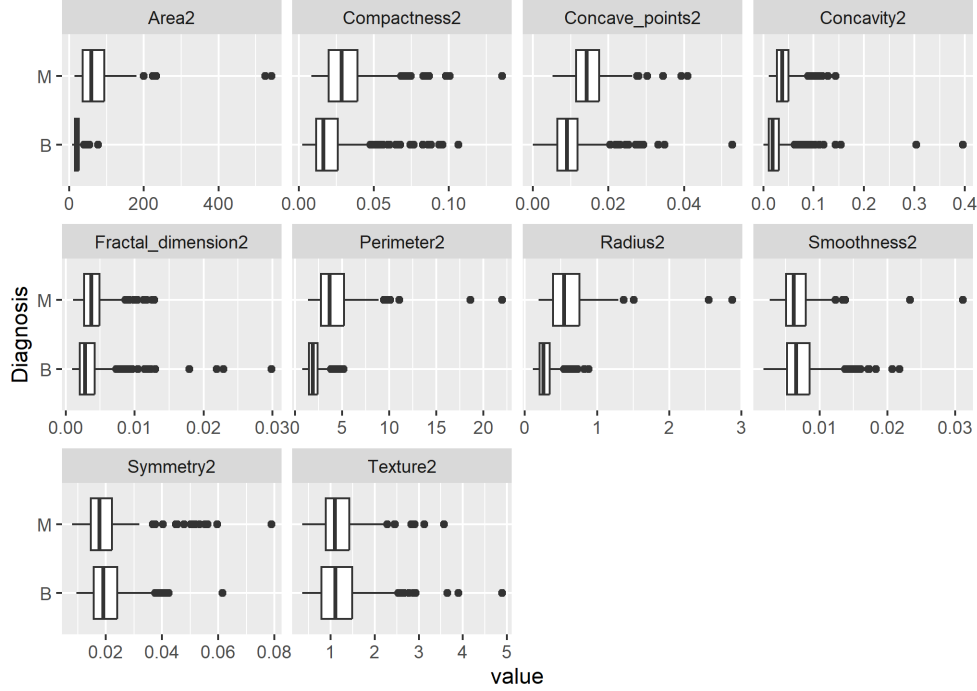 Area2 Compactness2 Concave_points2 Concavity2
M
B
0 200 400 0.00 0.05 0.10 0.00 0.02 0.04 0.0 0.1 0.2 0.3 0.4
Fractal_dimension2 Perimeter2 Radius2 Smoothness2
M
B
0.00 0.01 0.02 0.03 5 10 15 20 0 1 2 3 0.01 0.02 0.03
Symmetry2 Texture2
M
B
0.02 0.04 0.06 0.08 1 2 3 4 5
Diagnosis
value